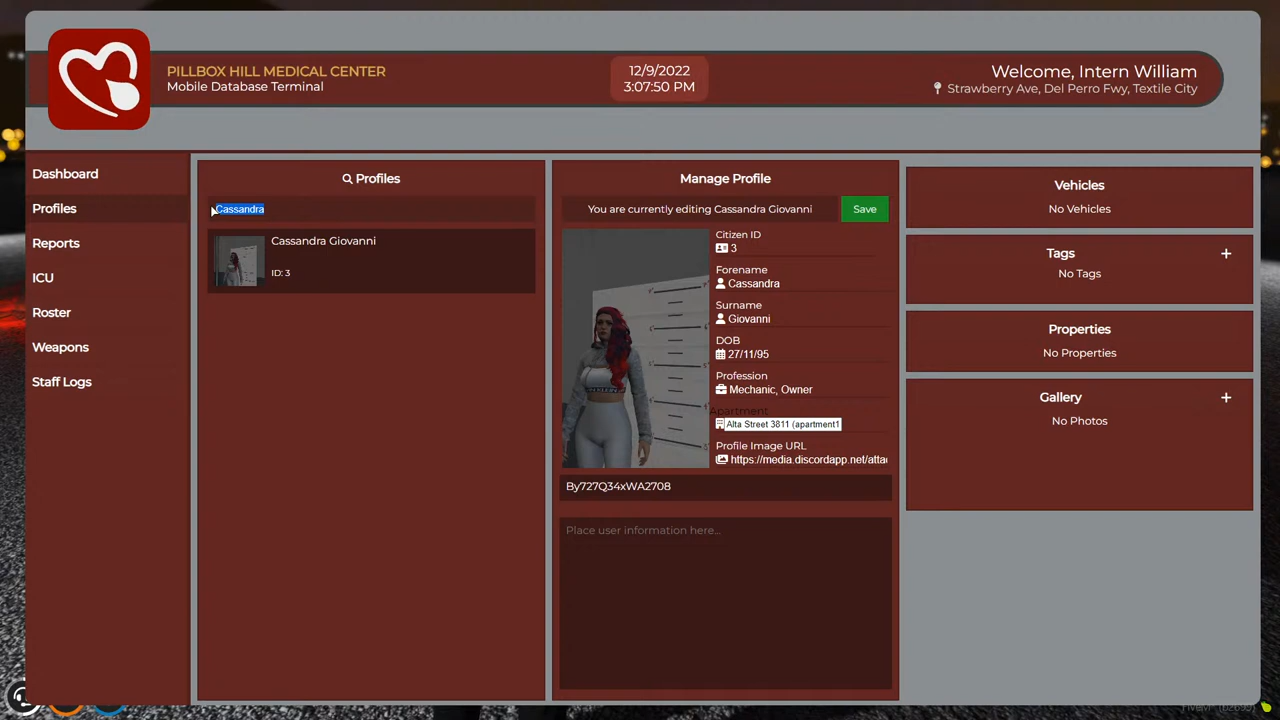 PILLBOX HILL MEDICAL CENTER
Mobile Database Terminal
12/9/2022
3:07:50 PM
Welcome, Intern William
Strawberry Ave, Del Perro Fwy, Textile City
Dashboard
Profiles
Reports
ICU
Roster
Weapons
Staff Logs
Profiles
Cassandra
Cassandra Giovanni
ID: 3
Manage Profile
You are currently editing Cassandra Giovanni
Save
Citizen ID
3
Forename
Cassandra
Surname
Giovanni
DOB
27/11/95
Profession
Mechanic, Owner
Apartment
Alta Street 3811 (apartment1
Profile Image URL
https://media.discordapp.net/atta
By727Q34xWA2708
Place user information here...
Vehicles
No Vehicles
Tags
+
No Tags
Properties
No Properties
Gallery
+
No Photos